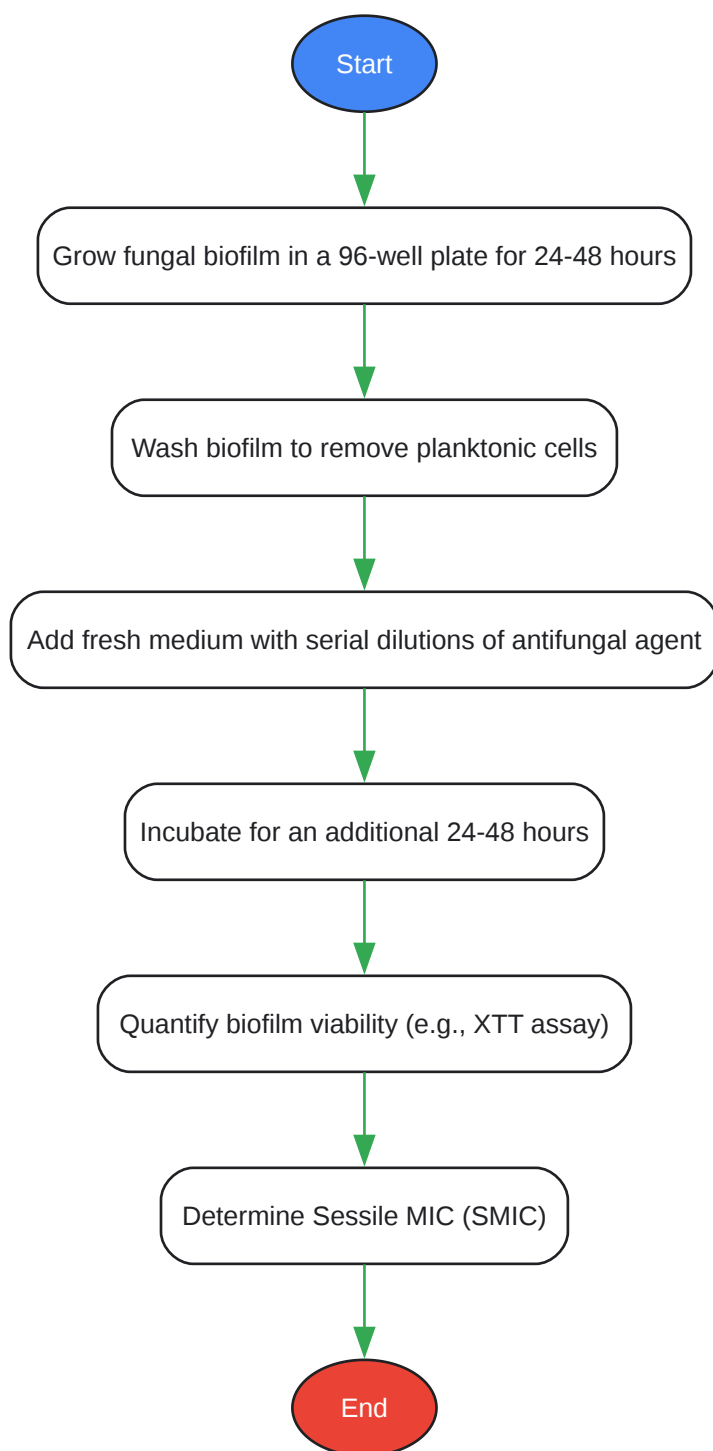 Start
Grow fungal biofilm in a 96-well plate for 24-48 hours
Wash biofilm to remove planktonic cells
Add fresh medium with serial dilutions of antifungal agent
Incubate for an additional 24-48 hours
Quantify biofilm viability (e.g., XTT assay)
Determine Sessile MIC (SMIC)
End